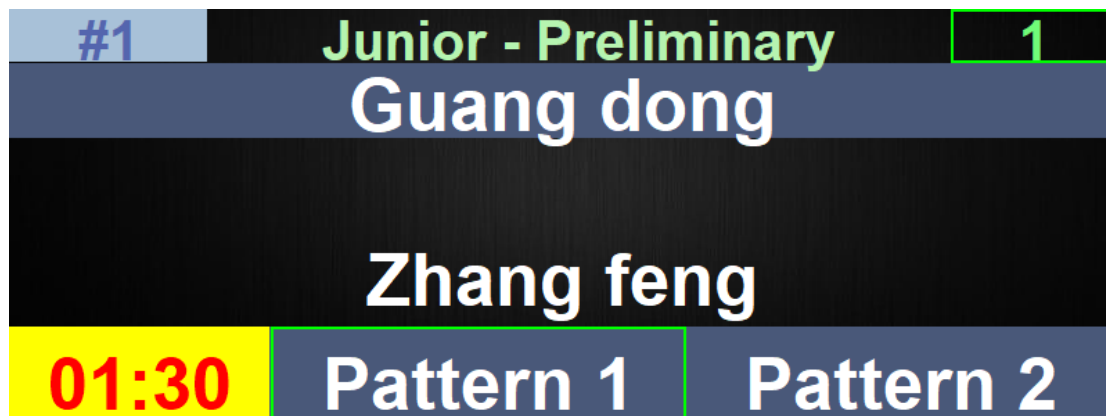 #1 Junior - Preliminary 1
Guang dong
Zhang feng
01:30 Pattern 1 Pattern 2